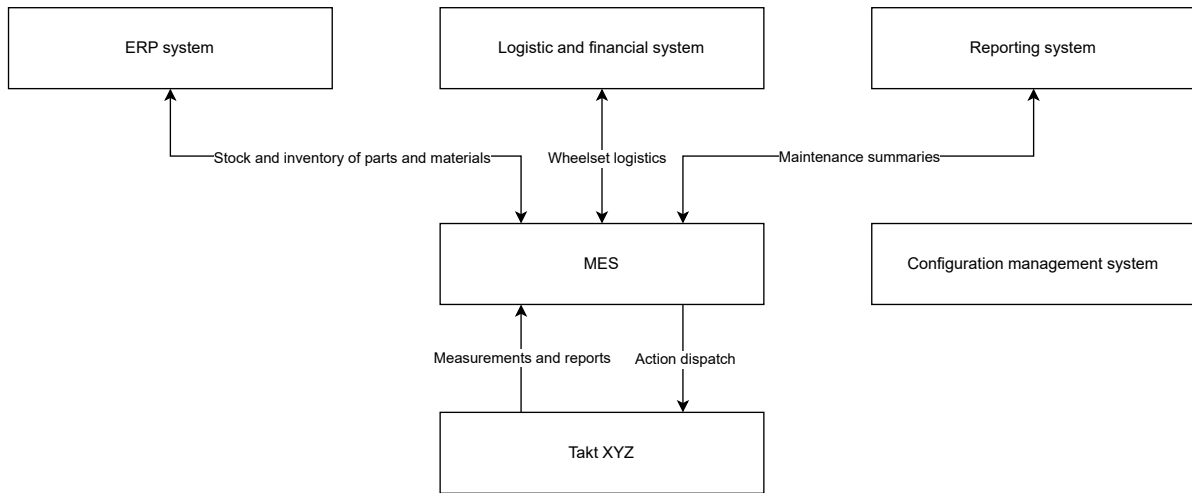 ERP system
Logistic and financial system
Reporting system
Stock and inventory of parts and materials
Wheelset logistics
Maintenance summaries
MES
Configuration management system
Measurements and reports
Action dispatch
Takt XYZ